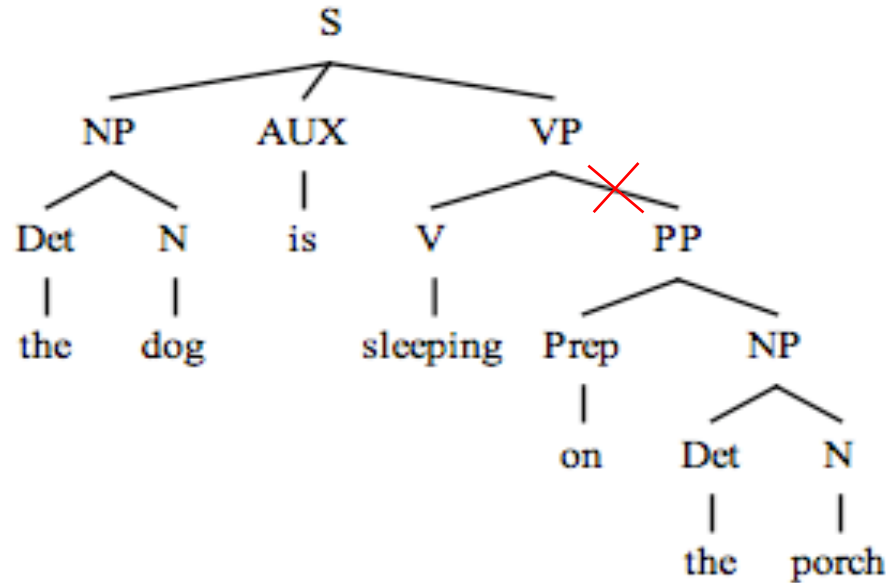 S
NP AUX VP
Det N is V PP
the dog sleeping Prep NP
on Det N
the porch